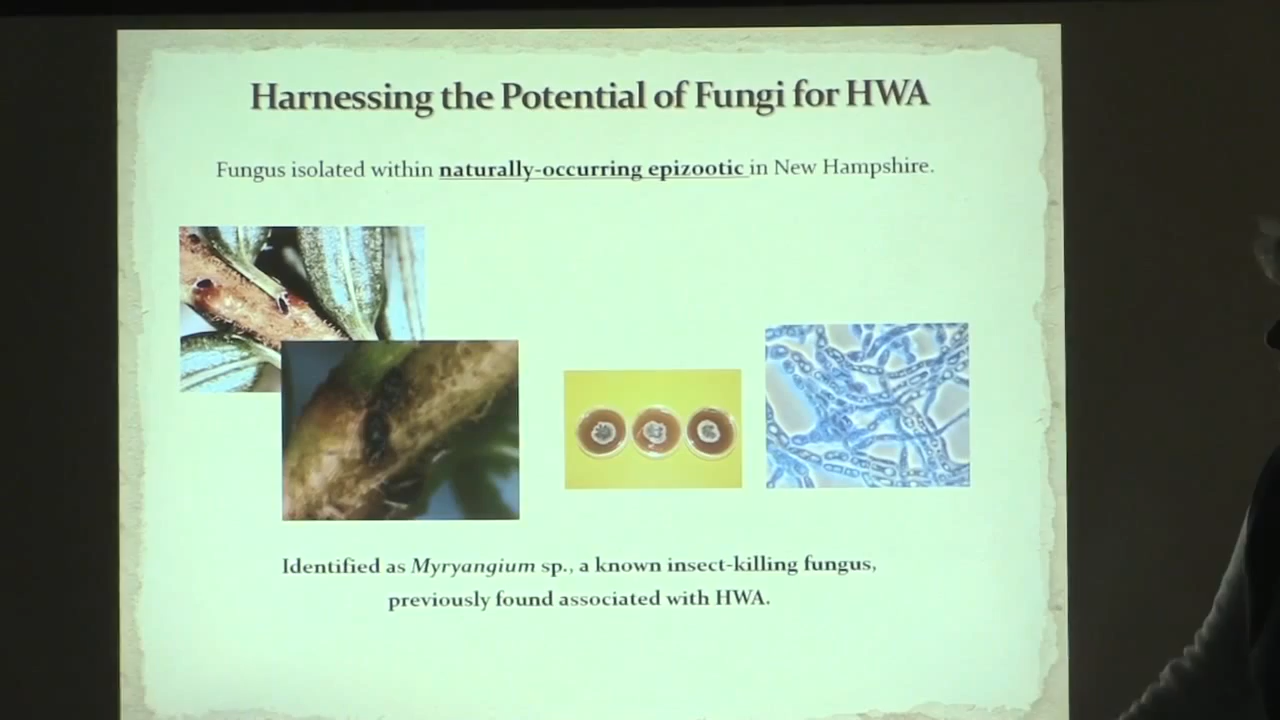 Harnessing the Potential of Fungi for HWA
Fungus isolated within naturally-occurring epizootic in New Hampshire.
Identified as Myryangium sp., a known insect-killing fungus,
previously found associated with HWA.